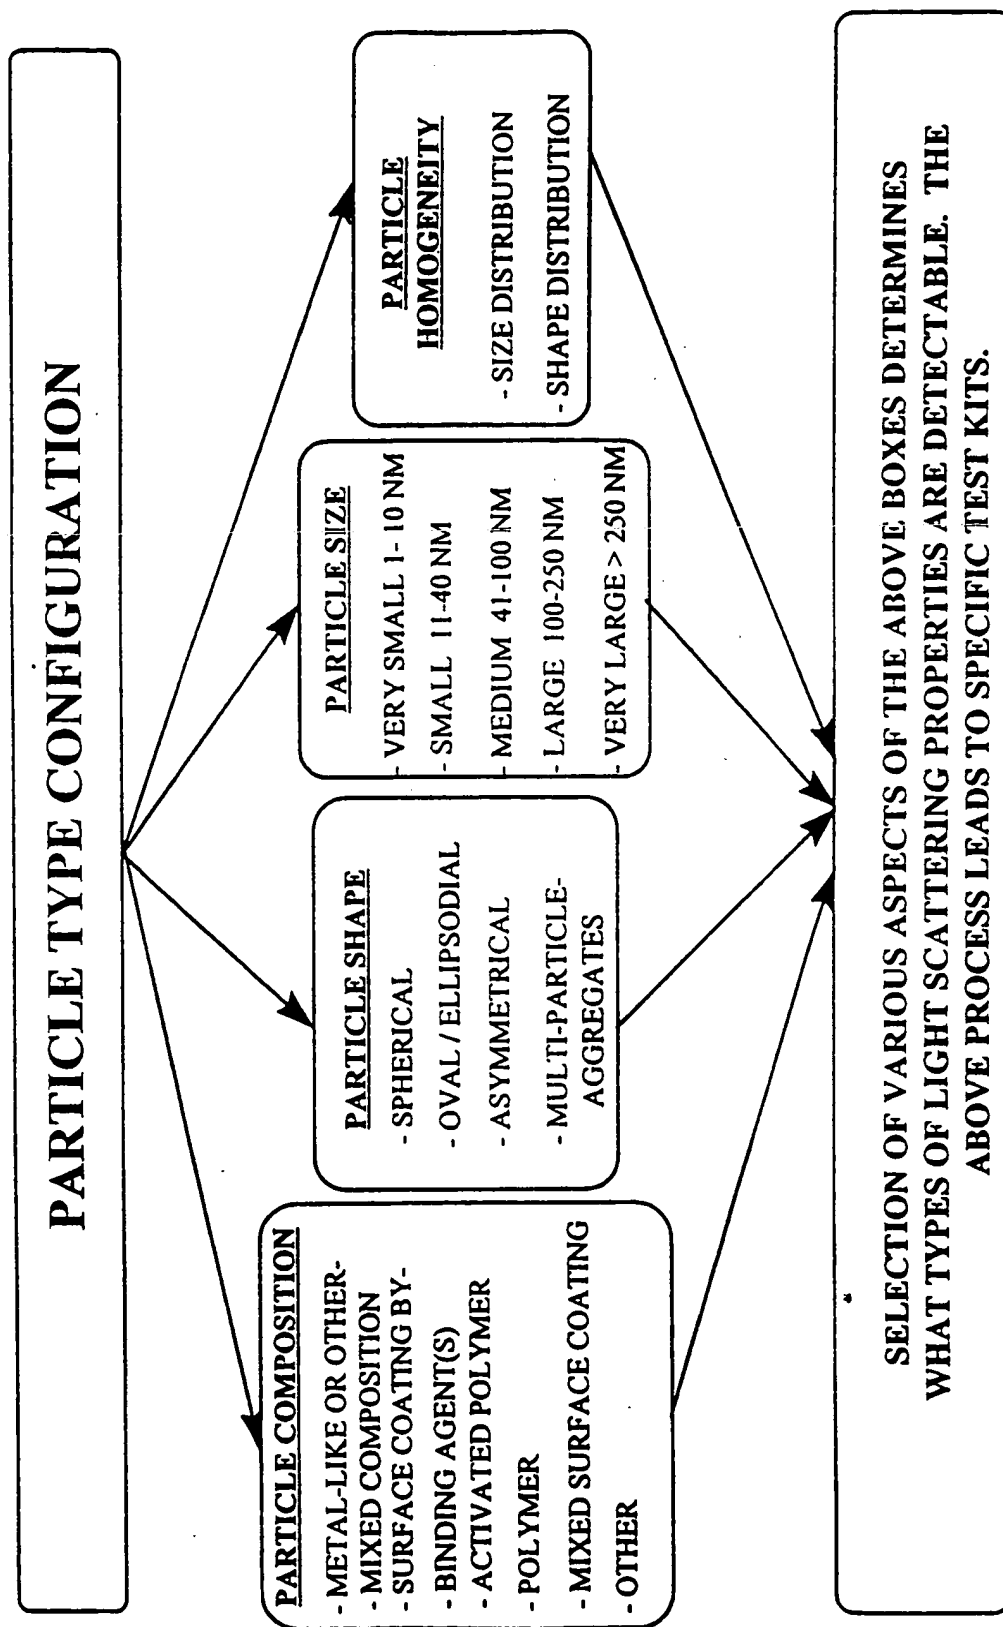 PARTICLE TYPE CONFIGURATION
PARTICLE COMPOSITION
- METAL-LIKE OR OTHER-
- MIXED COMPOSITION
- SURFACE COATING BY-
- BINDING AGENT(S)
- ACTIVATED POLYMER
- POLYMER
- MIXED SURFACE COATING
- OTHER
PARTICLE SHAPE
- SPHERICAL
- OVAL / ELLIPSODIAL
- ASYMMETRICAL
- MULTI-PARTICLE-
AGGREGATES
PARTICLE SIZE
- VERY SMALL 1- 10 NM
- SMALL 11-40 NM
- MEDIUM 41-100 NM
- LARGE 100-250 NM
- VERY LARGE > 250 NM
PARTICLE
HOMOGENEITY
- SIZE DISTRIBUTION
- SHAPE DISTRIBUTION
SELECTION OF VARIOUS ASPECTS OF THE ABOVE BOXES DETERMINES
WHAT TYPES OF LIGHT SCATTERING PROPERTIES ARE DETECTABLE. THE
ABOVE PROCESS LEADS TO SPECIFIC TEST KITS.